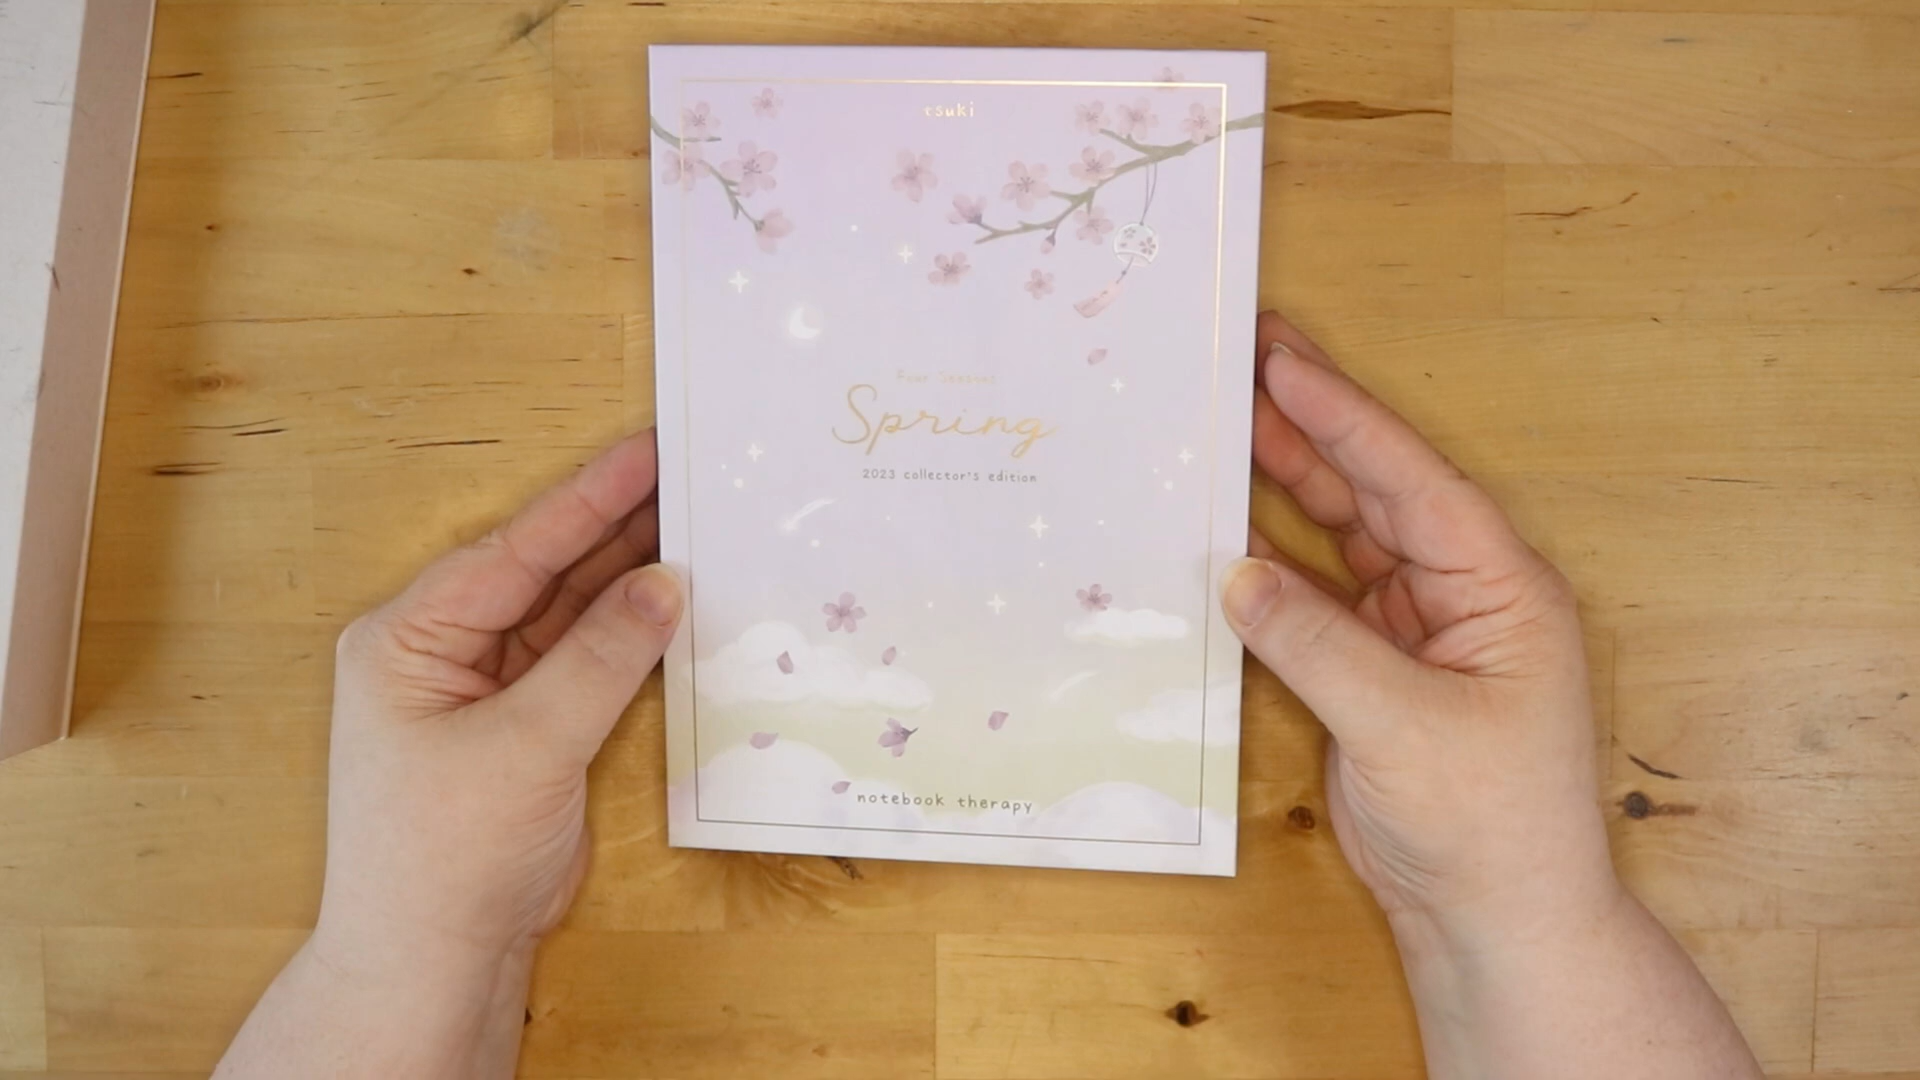 tsuki
Four Seasons
Spring
2023 collector's edition
notebook therapy